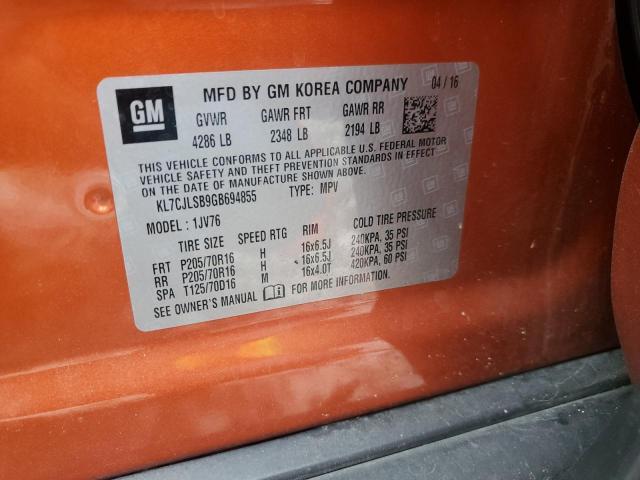 GM
MFD BY GM KOREA COMPANY 04 / 16
GVWR GAWR FRT GAWR RR
4286 LB 2348 LB 2194 LB
THIS VEHICLE CONFORMS TO ALL APPLICABLE U.S. FEDERAL MOTOR
VEHICLE SAFETY AND THEFT PREVENTION STANDARDS IN EFFECT
ON THE DATE OF MANUFACTURE SHOWN ABOVE.
KL7CJLSB9GB694855 TYPE: MPV
MODEL : 1JV76
TIRE SIZE SPEED RTG RIM COLD TIRE PRESSURE
FRT P205/70R16 H 16x6.5J 240KPA, 35 PSI
RR P205/70R16 H 16x6.5J 240KPA, 35 PSI
SPA T125/70D16 M 16x4.0T 420KPA, 60 PSI
SEE OWNER'S MANUAL FOR MORE INFORMATION.